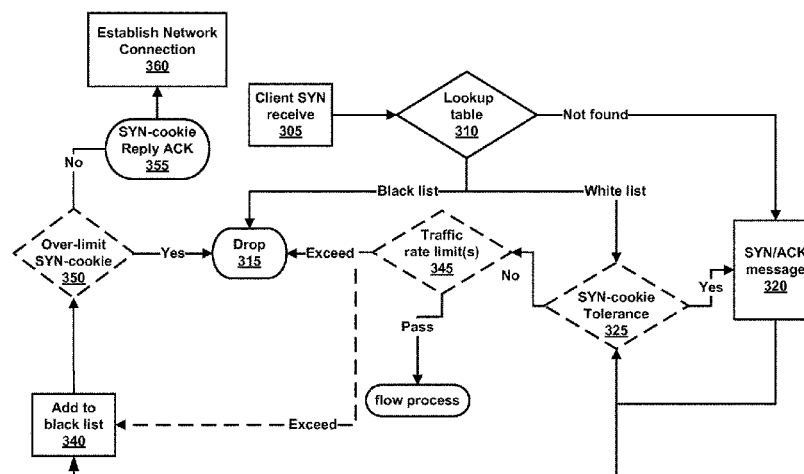 Establish Network
Connection
360
Client SYN
receive
305
Lookup
table
310
Not found
SYN-cookie
Reply ACK
355
No
Black list
White list
Over-limit
SYN-cookie
350
Yes
Drop
315
Exceed
Traffic
rate limit(s)
345
No
SYN-cookie
Tolerance
325
Yes
SYN/ACK
message
320
Pass
flow process
Add to
black list
340
Exceed